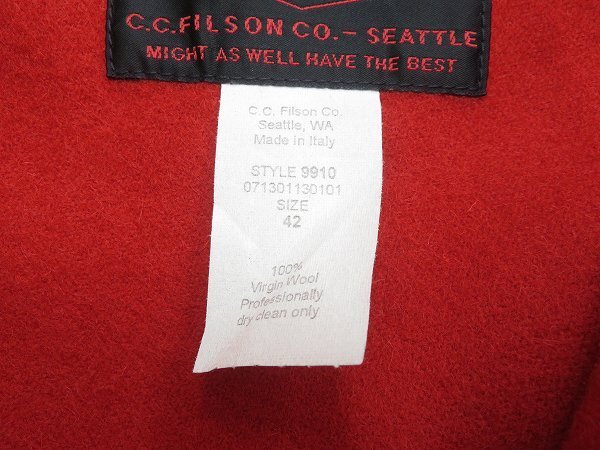 C.C.FILSON CO.– SEATTLE
MIGHT AS WELL HAVE THE BEST
C.C. Filson Co.
Seattle, WA
Made in Italy
STYLE 9910
071301130101
SIZE
42
100%
Virgin Wool
Professionally
dry clean only